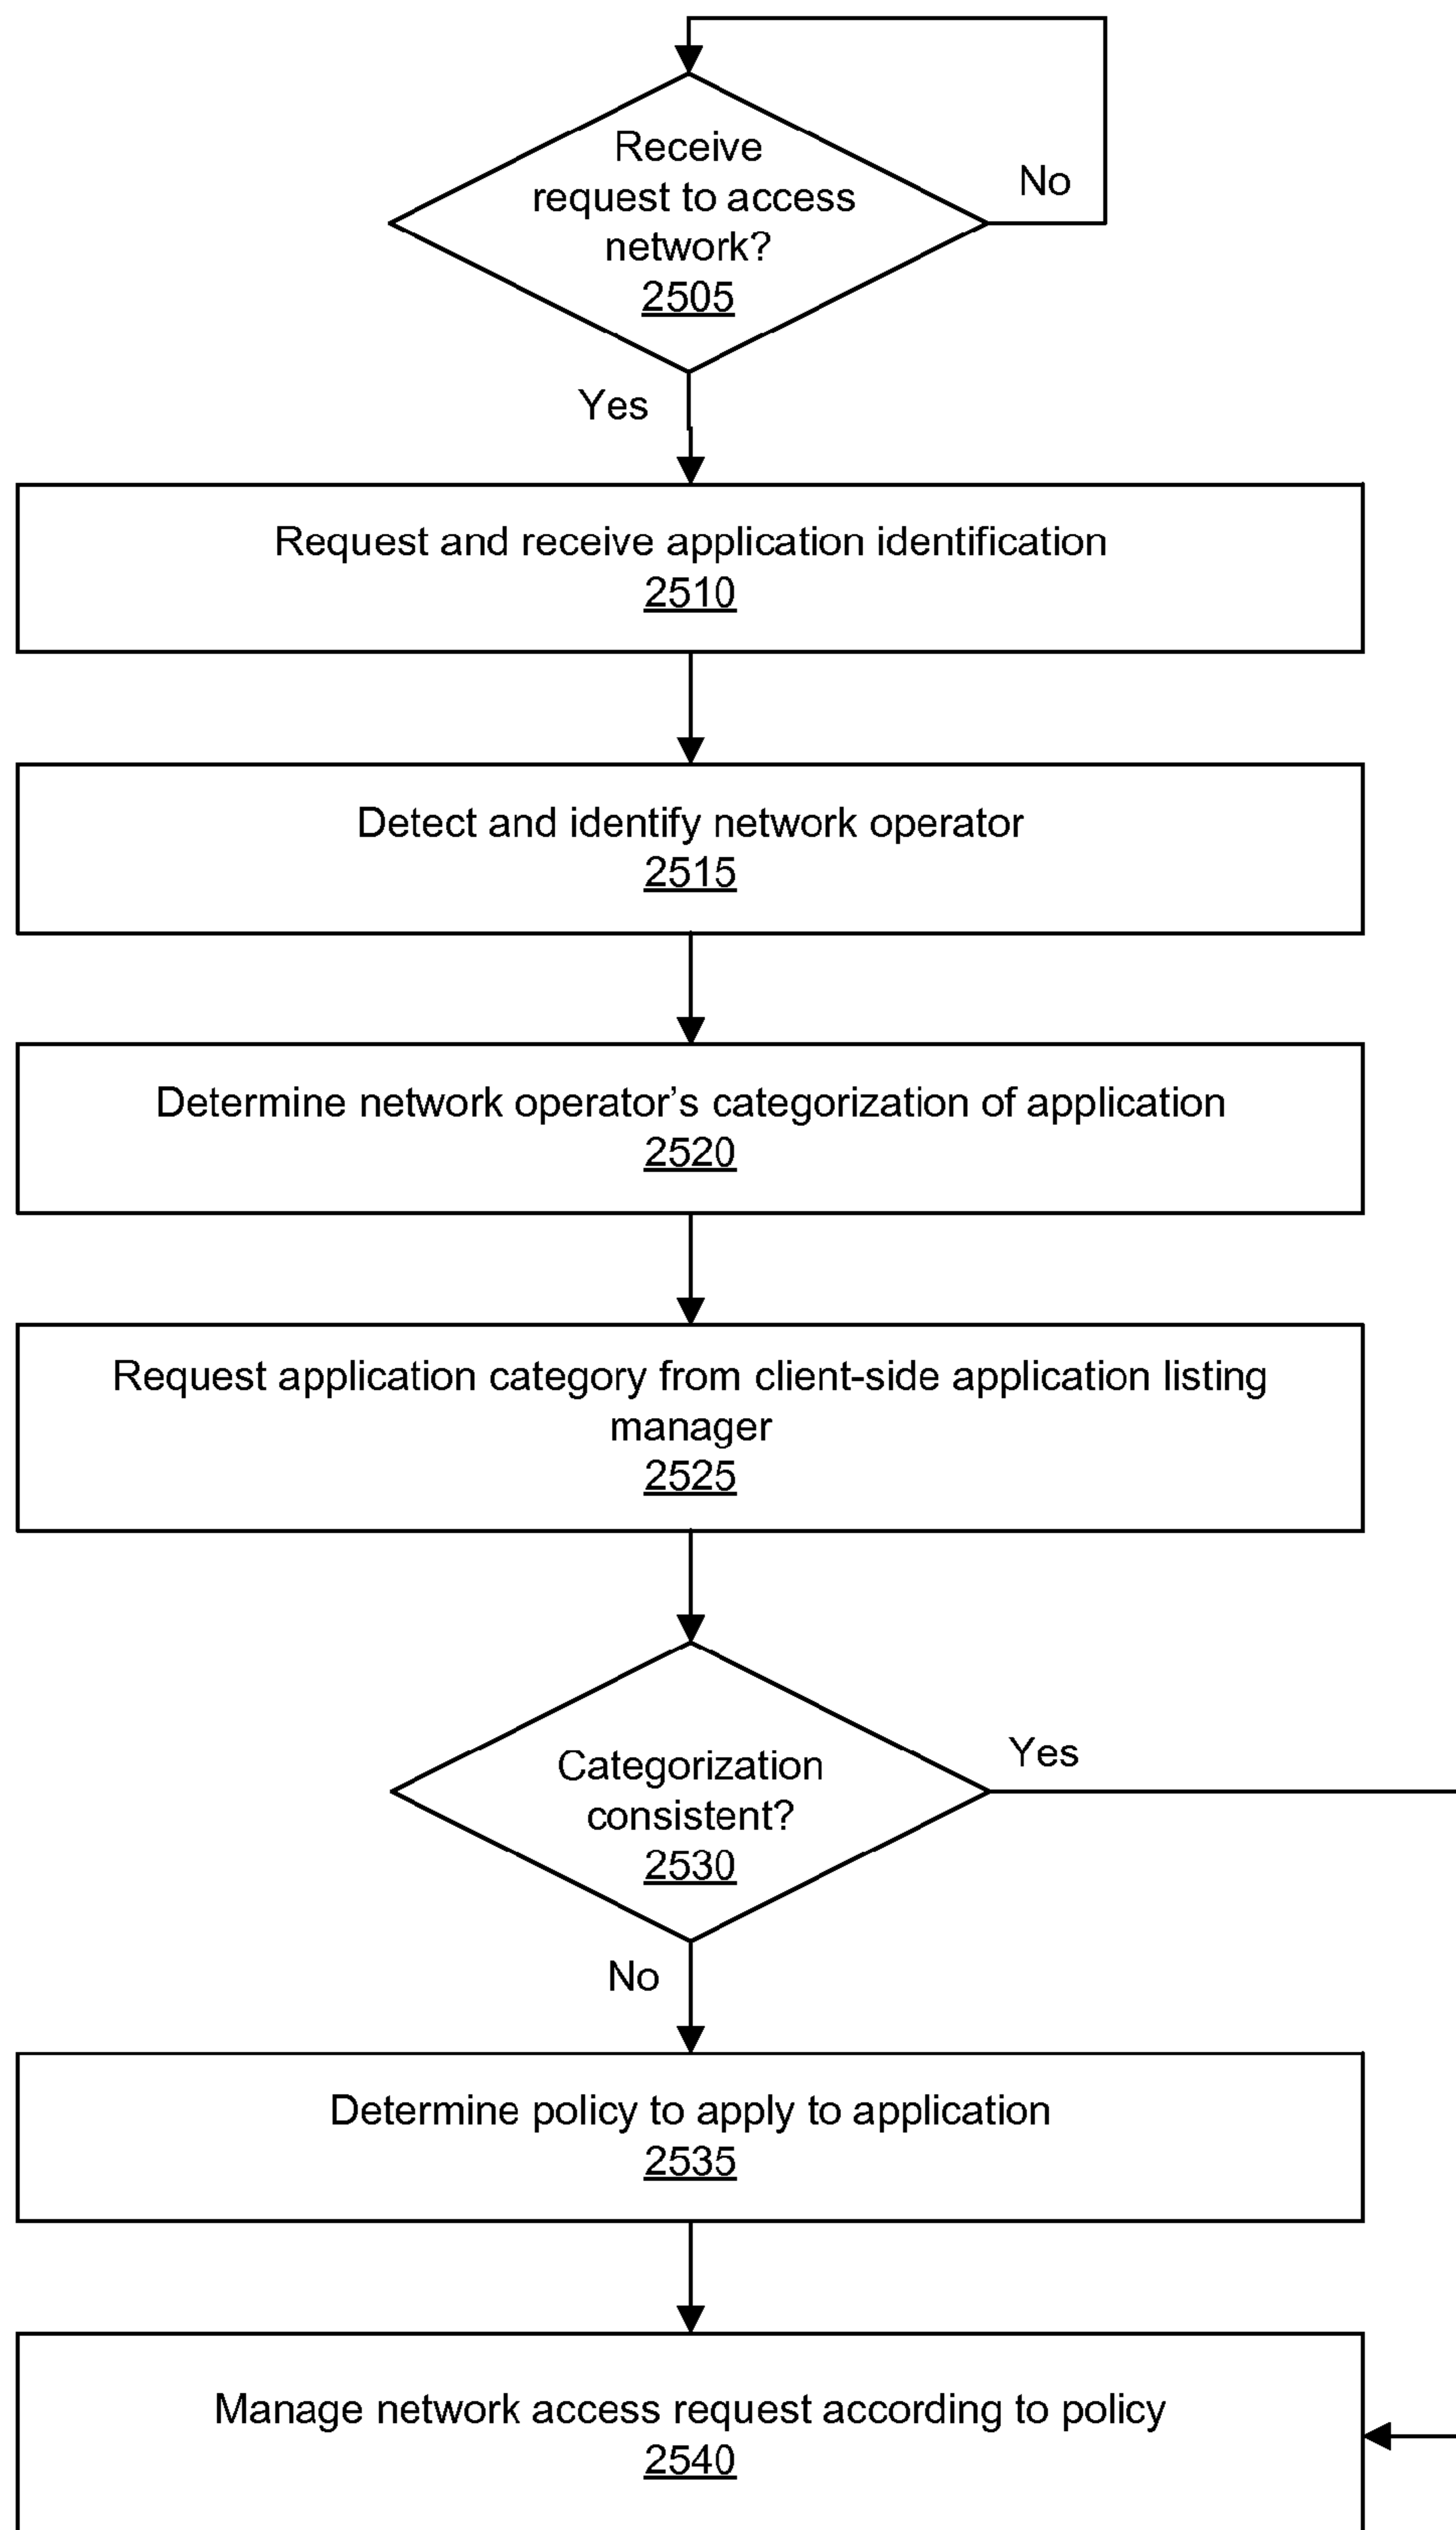 Receive
request to access
network?
2505
No
Yes
Request and receive application identification
2510
Detect and identify network operator
2515
Determine network operator’s categorization of application
2520
Request application category from client-side application listing
manager
2525
Categorization
consistent?
2530
Yes
No
Determine policy to apply to application
2535
Manage network access request according to policy
2540